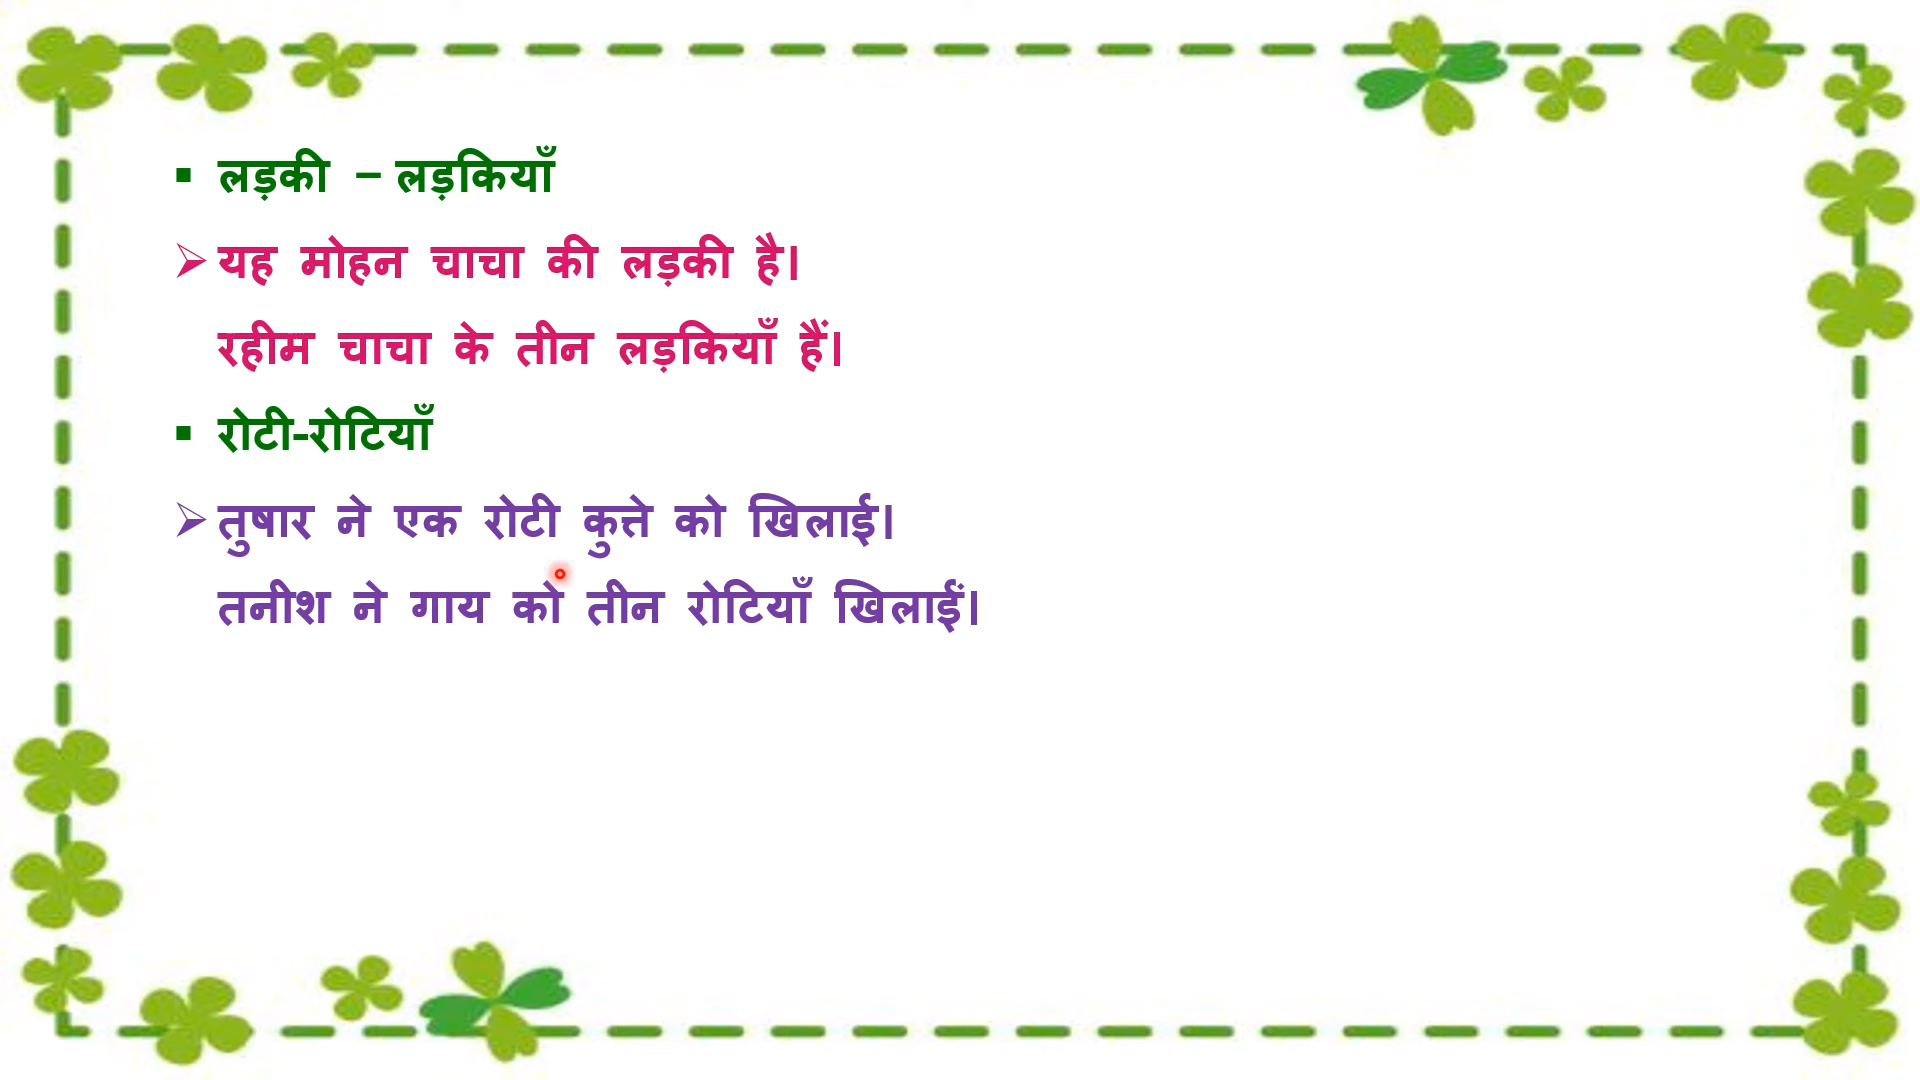 ▪ लड़की – लड़कियाँ
➢ यह मोहन चाचा की लड़की है।
रहीम चाचा के तीन लड़कियाँ हैं।
▪ रोटी-रोटियाँ
➢ तुषार ने एक रोटी कुत्ते को खिलाई।
तनीश ने गाय को तीन रोटियाँ खिलाईं।